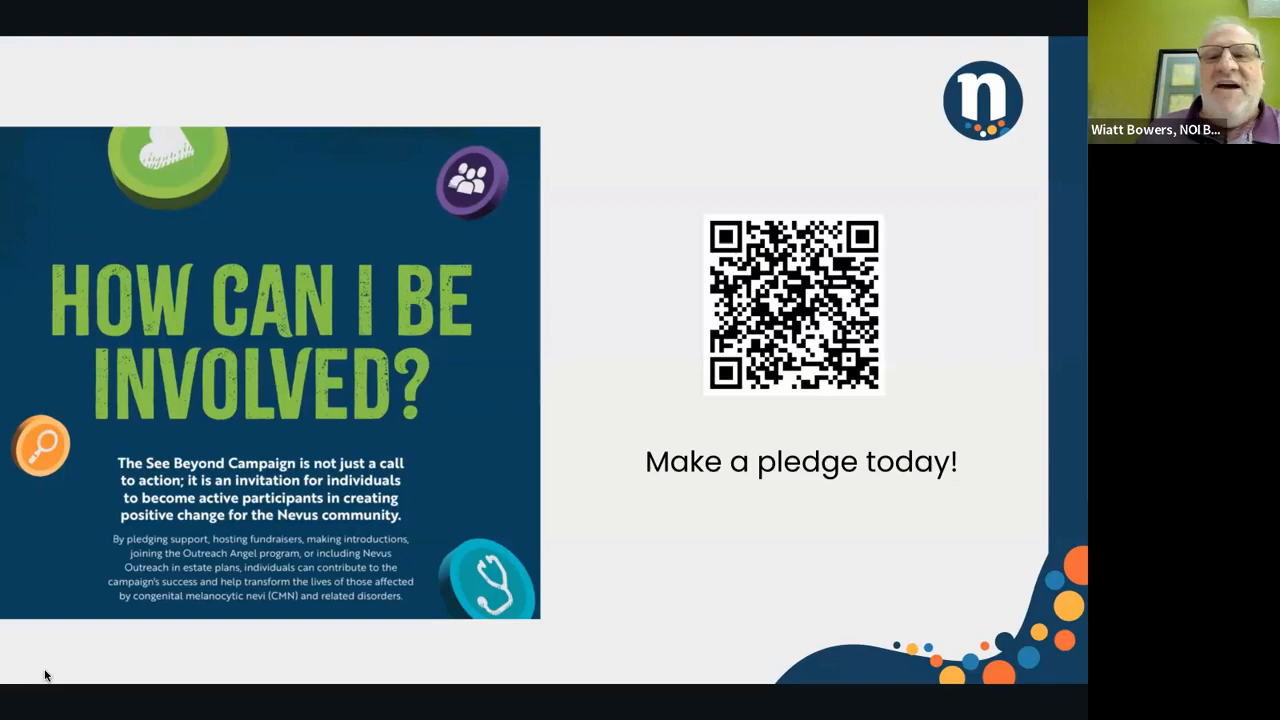 n
HOW CAN I BE
INVOLVED?
The See Beyond Campaign is not just a call
to action; it is an invitation for individuals
to become active participants in creating
positive change for the Nevus community.
By pledging support, hosting fundraisers, making introductions,
joining the Outreach Angel program, or including Nevus
Outreach in estate plans, individuals can contribute to the
campaign's success and help transform the lives of those affected
by congenital melanocytic nevi (CMN) and related disorders.
Make a pledge today!
Wiatt Bowers, NOI B...